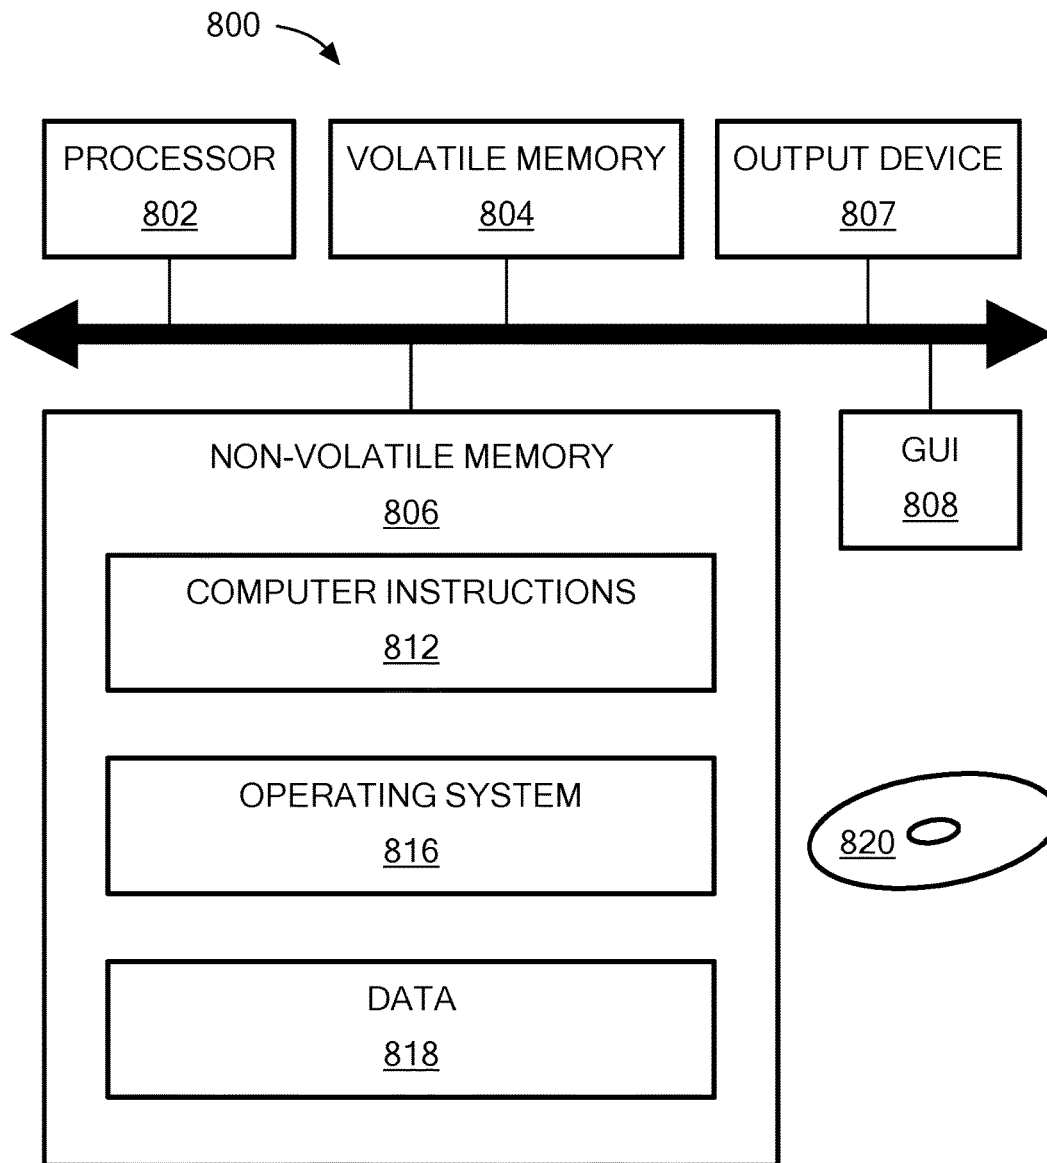 800
PROCESSOR
802
VOLATILE MEMORY
804
OUTPUT DEVICE
807
NON-VOLATILE MEMORY
806
GUI
808
COMPUTER INSTRUCTIONS
812
OPERATING SYSTEM
816
820
DATA
818